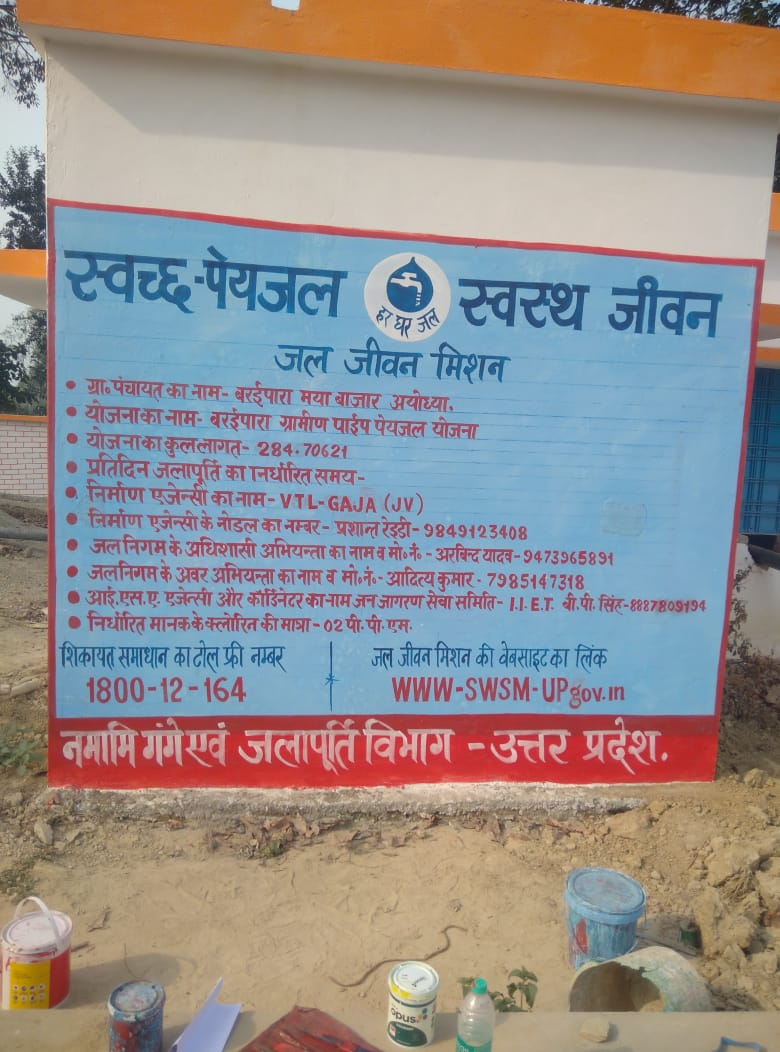 स्वच्छ-पेयजल स्वस्थ जीवन
हर घर जल
जल जीवन मिशन
• ग्रा० पंचायत का नाम- बरईपारा मया बाजार अयोध्या.
• योजना का नाम- बरईपारा ग्रामीण पाईप पेयजल योजना
• योजना का कुललागत- 284.70621
• प्रतिदिन जलापूर्ति का निर्धारित समय-
• निर्माण एजेन्सी का नाम- VTL-GAJA (JV)
• निर्माण एजेन्सी के नोडल का नम्बर- प्रशान्त रेड्डी-9849123408
• जल निगम के अधिशासी अभियन्ता का नाम व मो०नं०- अरबिन्द यादव-9473965891
• जलनिगम के अवर अभियन्ता का नाम व मो०नं०- आदित्य कुमार- 7985147318
• आई.एस.ए. एजेन्सी और कॉर्डिनेटर का नाम जन जागरण सेवा समिति- I.I.E.T. बी.पी. सिंह-8887809194
• निर्धारित मानक के क्लोरिन की मात्रा- 02 पी.पी.एम.
शिकायत समाधान का टोल फ्री नम्बर
1800-12-164
जल जीवन मिशन की वेबसाइट का लिंक
WWW-SWSM-UPgov.in
नमामि गंगे एवं जलापूर्ति विभाग - उत्तर प्रदेश.
Opus